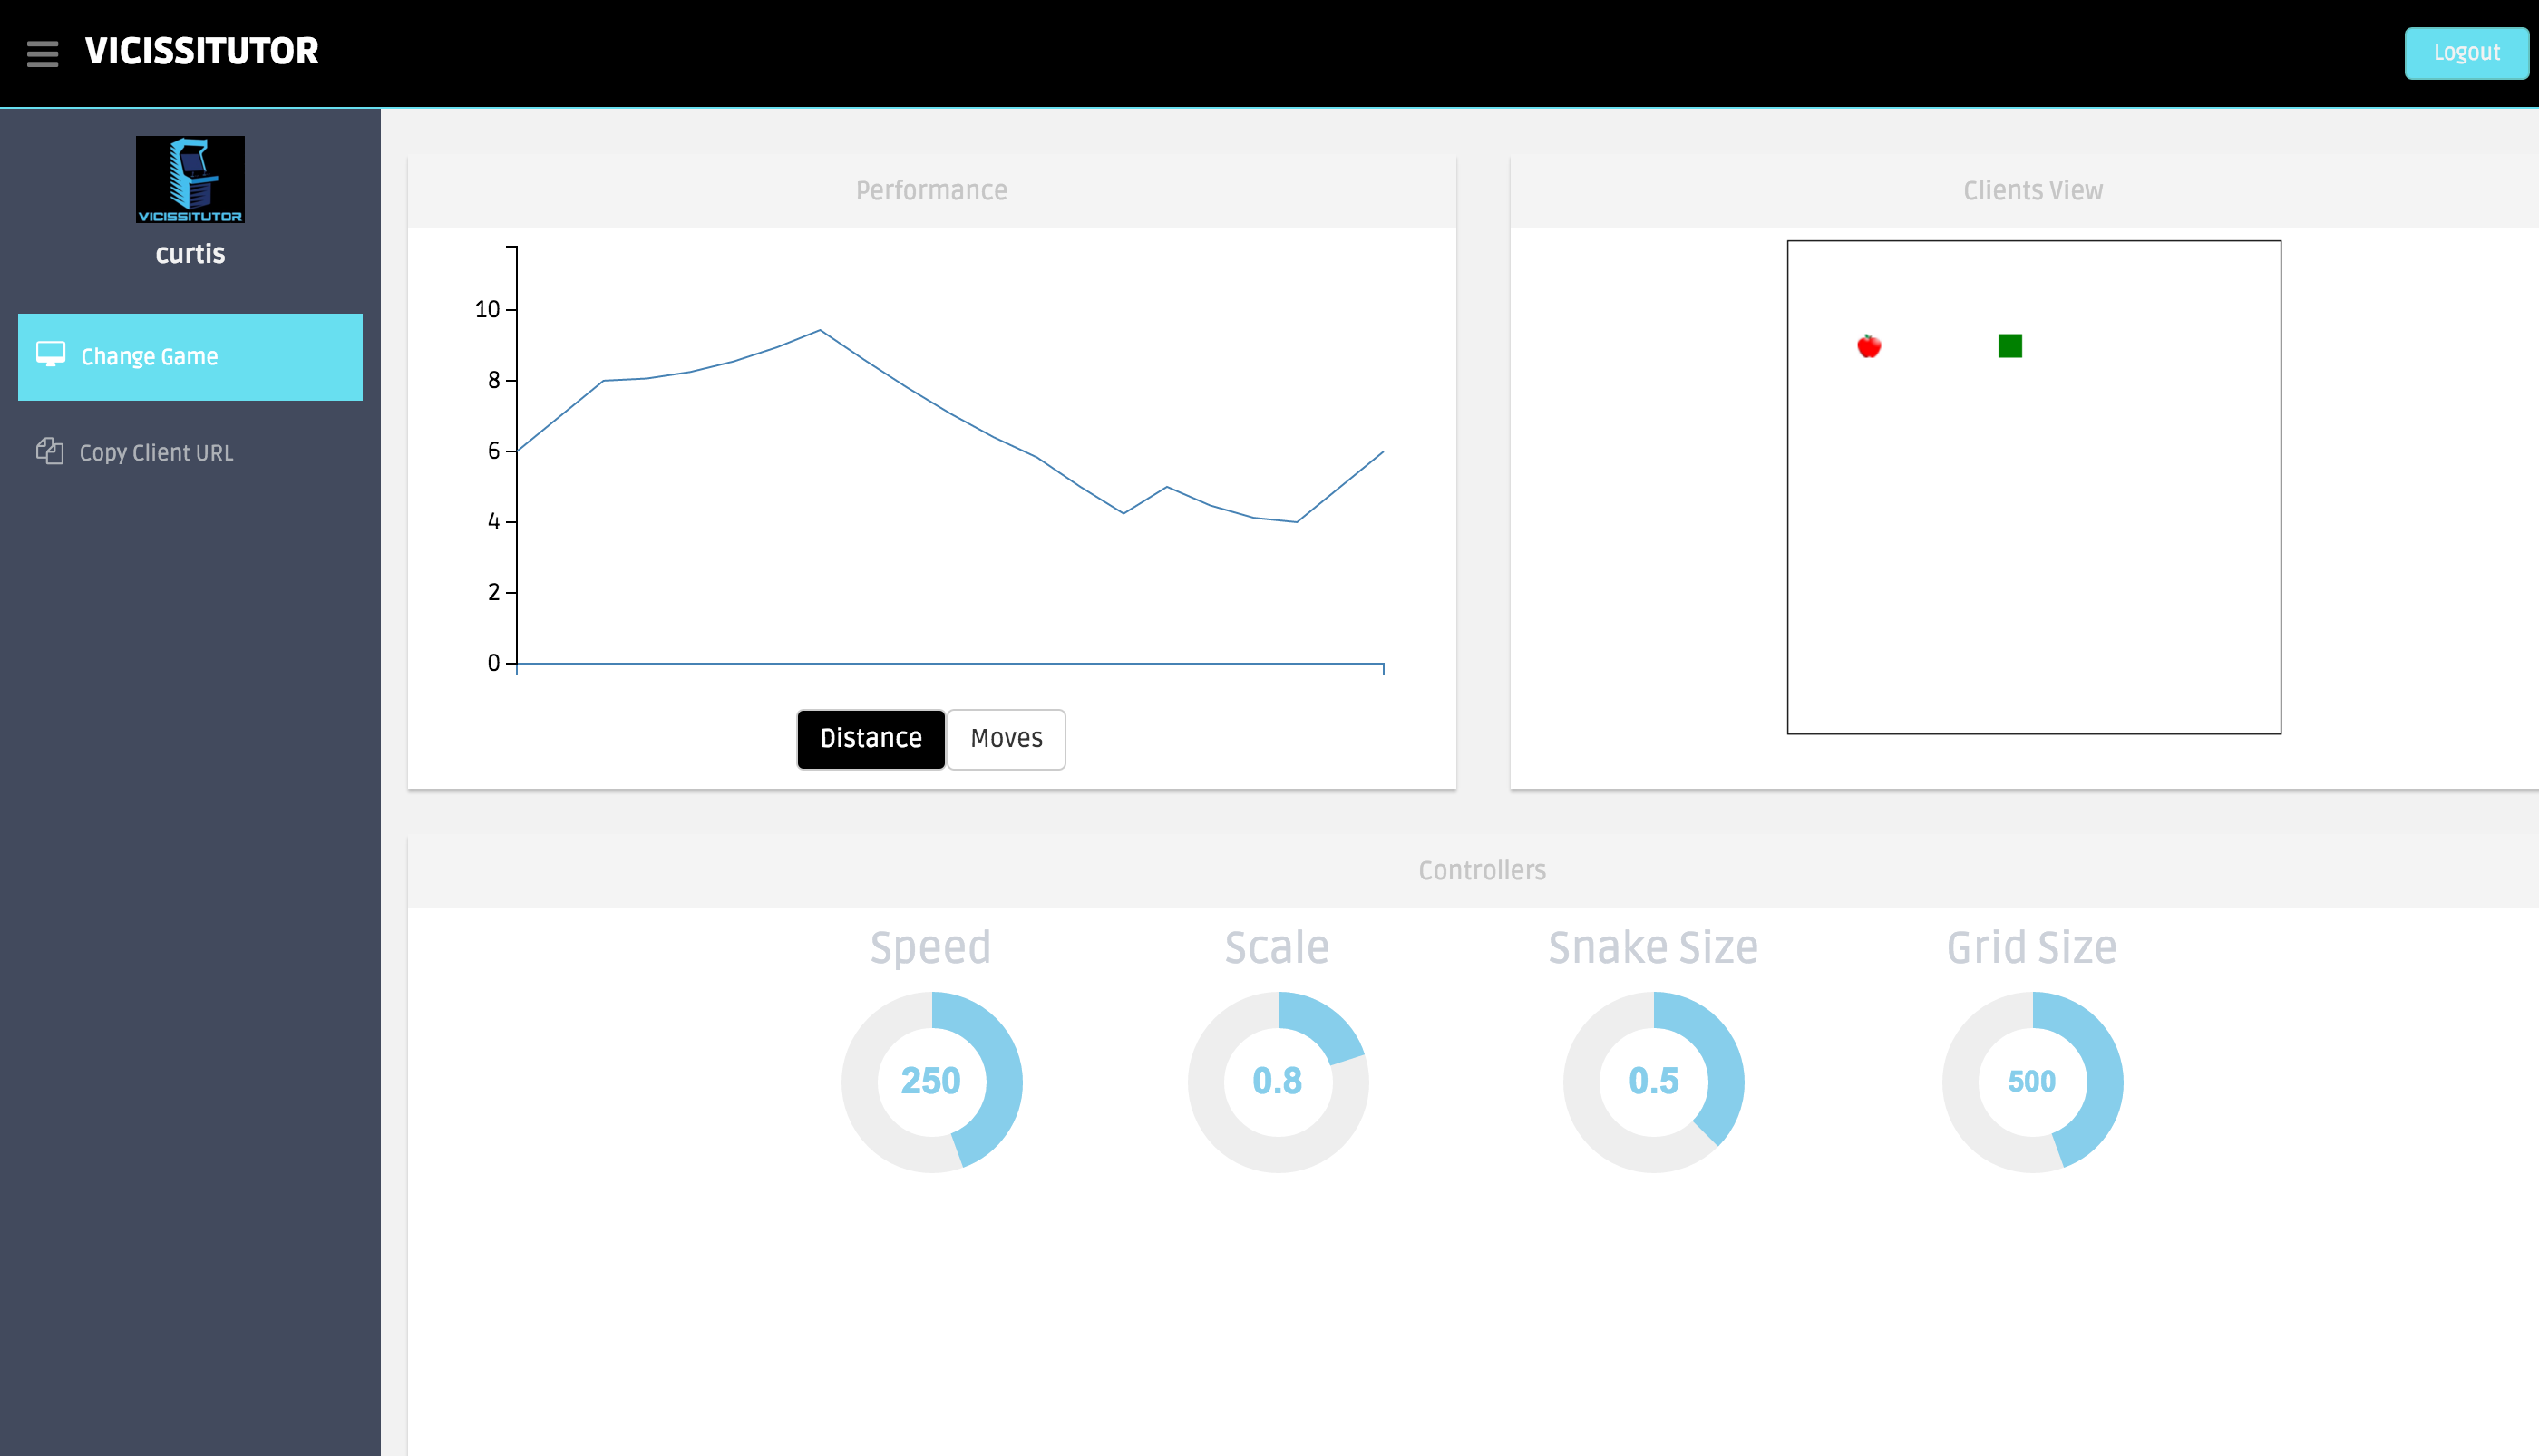 VICISSITUTOR
Logout
VICISSITUTOR
curtis
Change Game
Copy Client URL
Performance
10
8
6
4
2
0
Distance Moves
Clients View
Controllers
Speed Scale Snake Size Grid Size
250 0.8 0.5 500